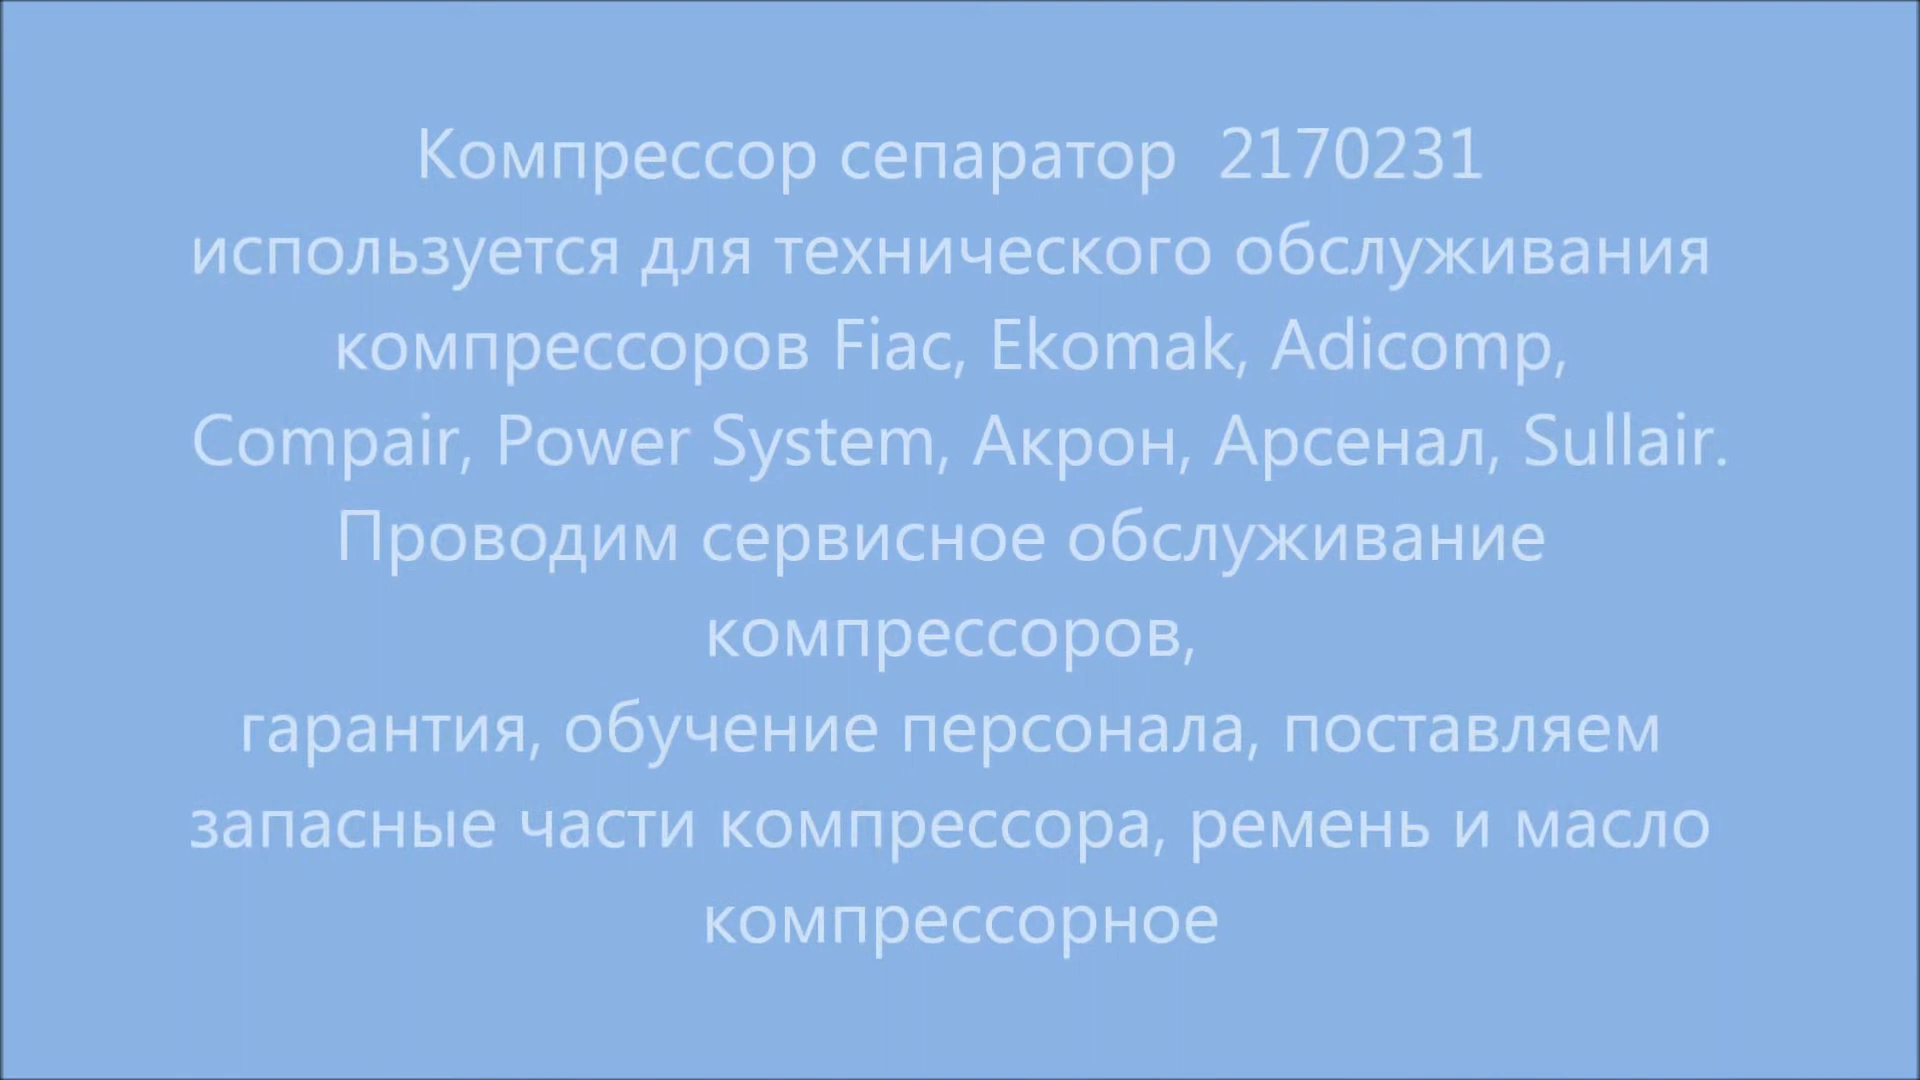 Компрессор сепаратор  2170231
используется для технического обслуживания
компрессоров Fiac, Ekomak, Adicomp,
Compair, Power System, Акрон, Арсенал, Sullair.
Проводим сервисное обслуживание
компрессоров,
гарантия, обучение персонала, поставляем
запасные части компрессора, ремень и масло
компрессорное